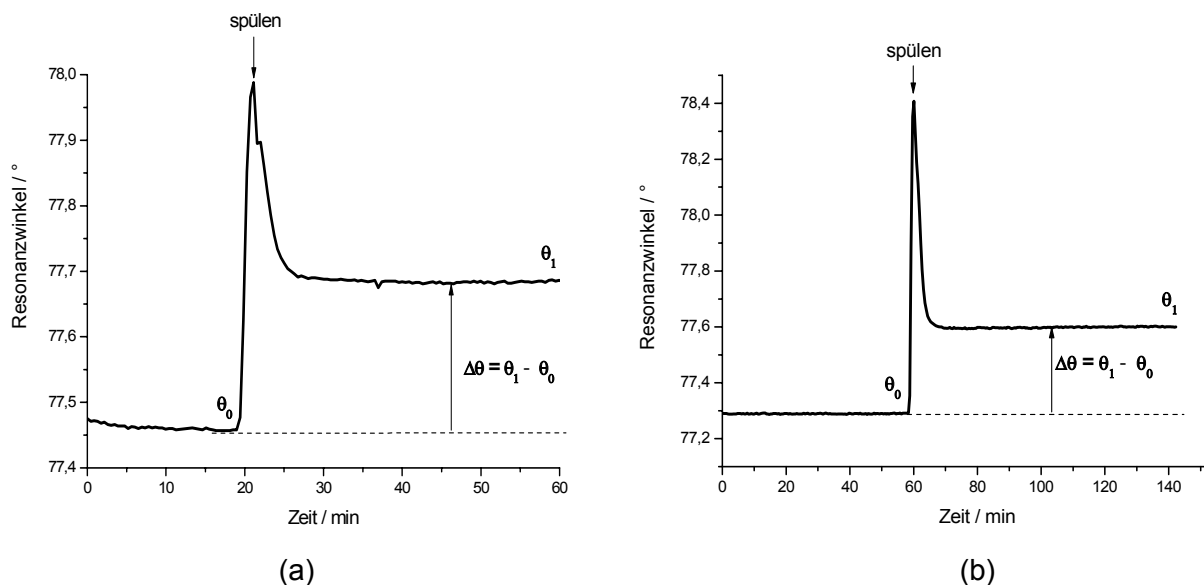 spülen
78,0
77,9
77,8
77,7
77,6
77,5
77,4
Resonanzwinkel / °
θ0
θ1
Δθ = θ1 - θ0
0 10 20 30 40 50 60
Zeit / min
(a)
spülen
78,4
78,2
78,0
77,8
77,6
77,4
77,2
Resonanzwinkel / °
θ0
θ1
Δθ = θ1 - θ0
0 20 40 60 80 100 120 140
Zeit / min
(b)